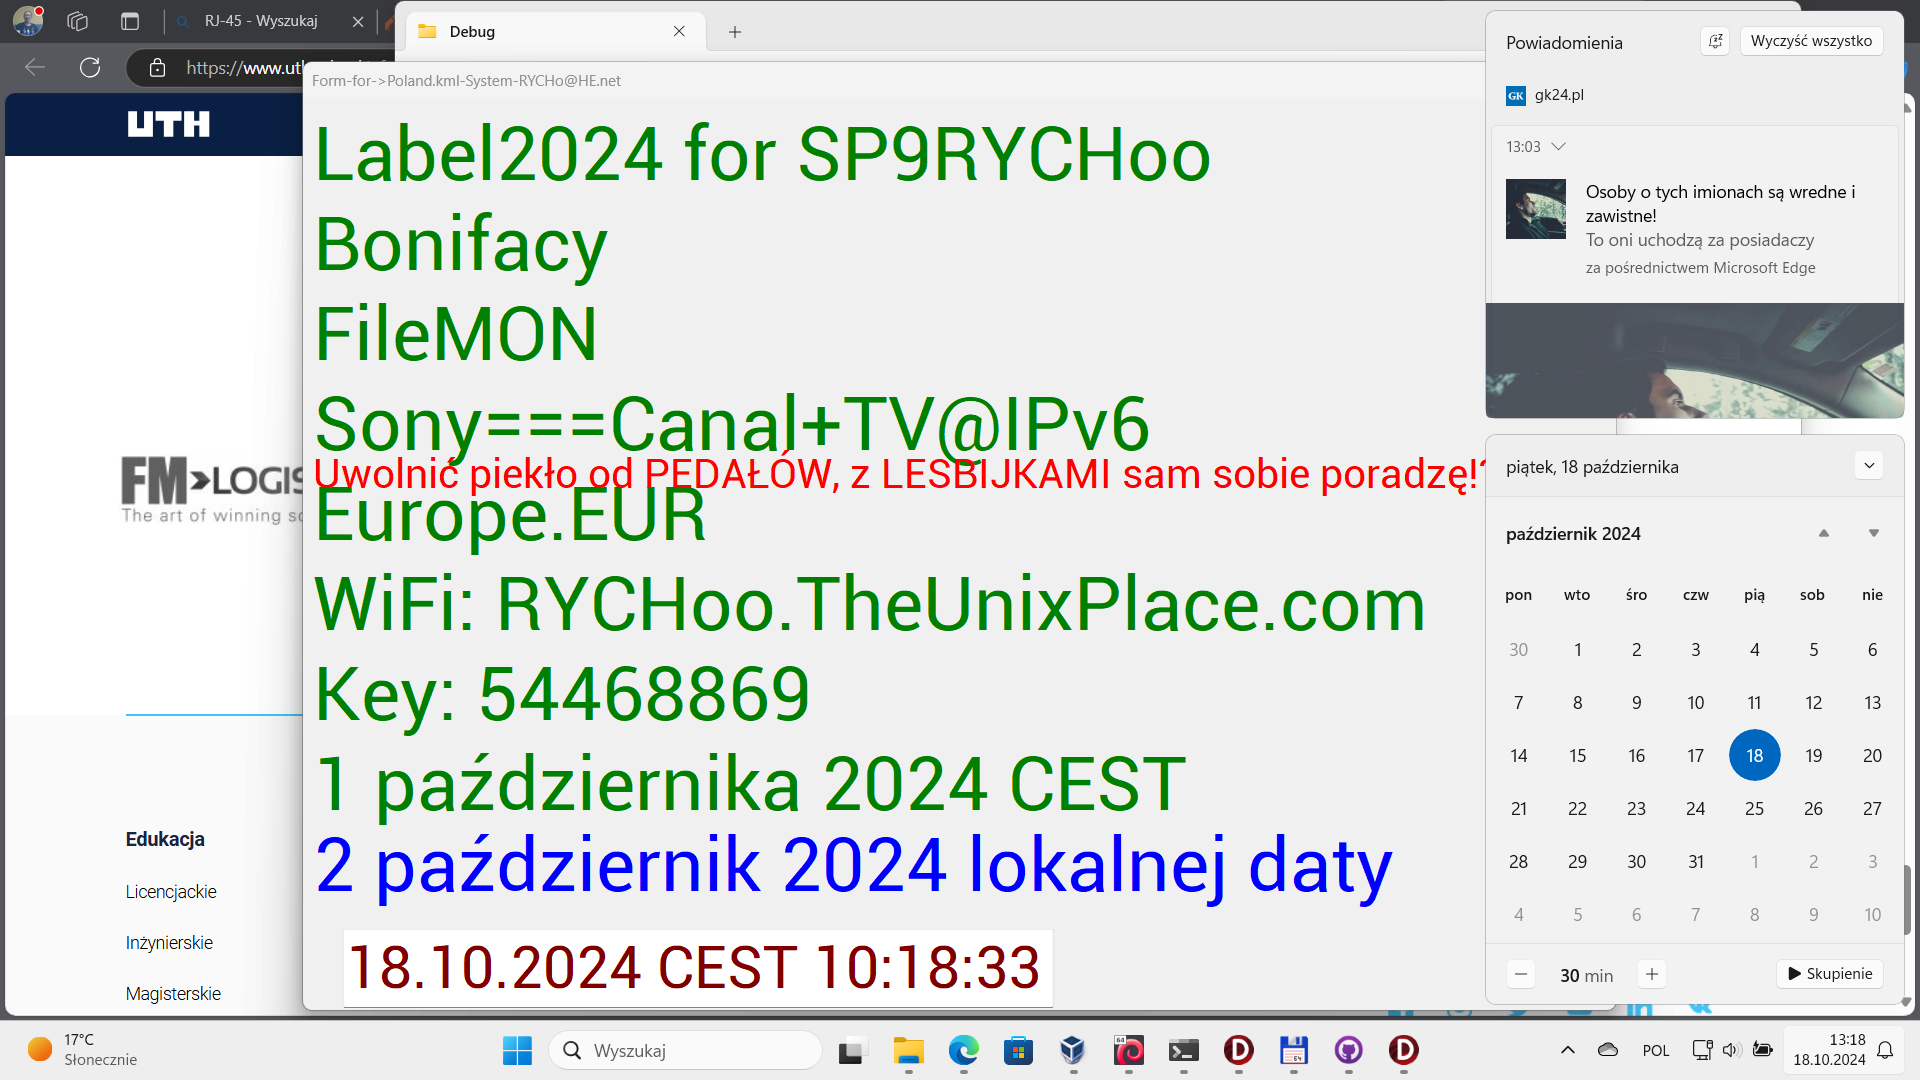 RJ-45 - Wyszukaj
Debug
https://www.ut
UTH
Form-for->Poland.kml-System-RYCHo@HE.net
Label2024 for SP9RYCHoo
Bonifacy
FileMON
Sony===Canal+TV@IPv6
Uwolnić piekło od PEDAŁÓW, z LESBIJKAMI sam sobie poradzę!?
Europe.EUR
WiFi: RYCHoo.TheUnixPlace.com
Key: 54468869
1 października 2024 CEST
2 październik 2024 lokalnej daty
18.10.2024 CEST 10:18:33
FM>LOGIS
The art of winning
Edukacja
Licencjackie
Inżynierskie
Magisterskie
Powiadomienia
Wyczyść wszystko
GK gk24.pl
13:03
Osoby o tych imionach są wredne i
zawistne!
To oni uchodzą za posiadaczy
za pośrednictwem Microsoft Edge
piątek, 18 października
październik 2024
pon wto śro czw pią sob nie
30 1 2 3 4 5 6
7 8 9 10 11 12 13
14 15 16 17 18 19 20
21 22 23 24 25 26 27
28 29 30 31 1 2 3
4 5 6 7 8 9 10
30 min
Skupienie
17°C
Słonecznie
Wyszukaj
64
64
POL
13:18
18.10.2024